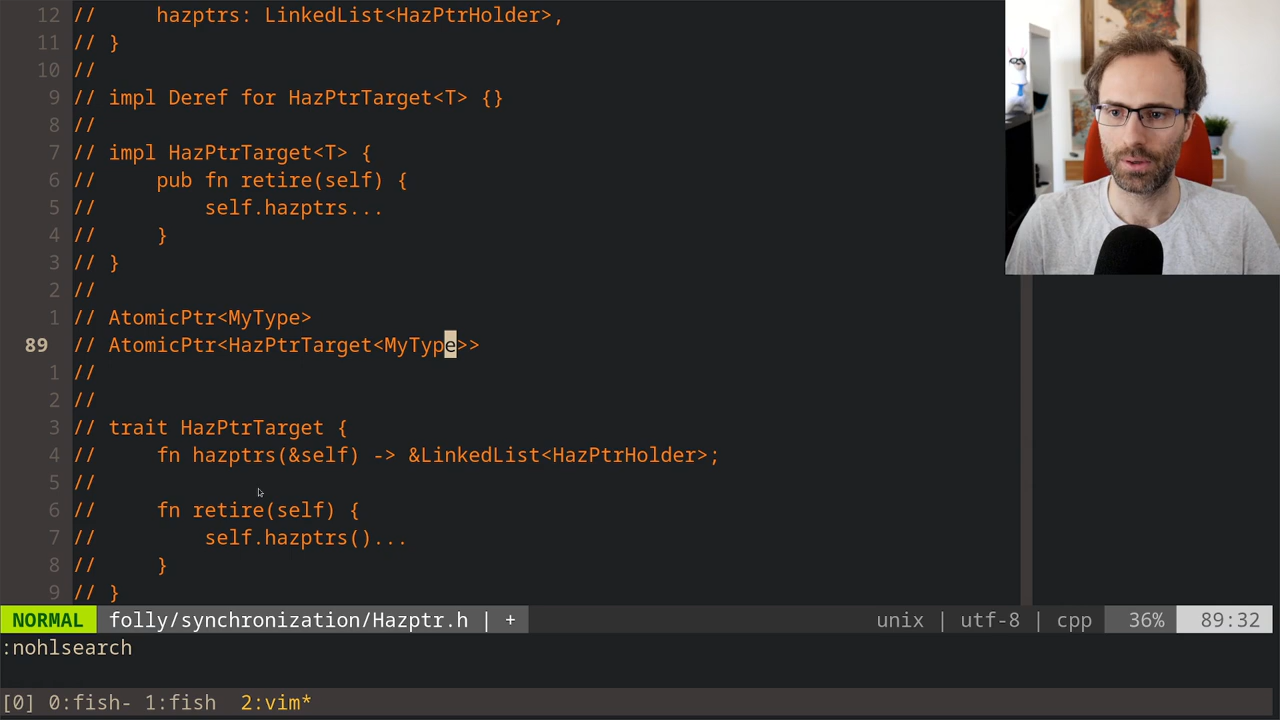 12 //     hazptrs: LinkedList<HazPtrHolder>,
11 // }
10 //
9 // impl Deref for HazPtrTarget<T> {}
8 //
7 // impl HazPtrTarget<T> {
6 //     pub fn retire(self) {
5 //         self.hazptrs...
4 //     }
3 // }
2 //
1 // AtomicPtr<MyType>
89 // AtomicPtr<HazPtrTarget<MyType>>
1 //
2 //
3 // trait HazPtrTarget {
4 //     fn hazptrs(&self) -> &LinkedList<HazPtrHolder>;
5 //
6 //     fn retire(self) {
7 //         self.hazptrs()...
8 //     }
9 // }
NORMAL folly/synchronization/Hazptr.h | + unix | utf-8 | cpp 36% 89:32
:nohlsearch
[0] 0:fish- 1:fish 2:vim*